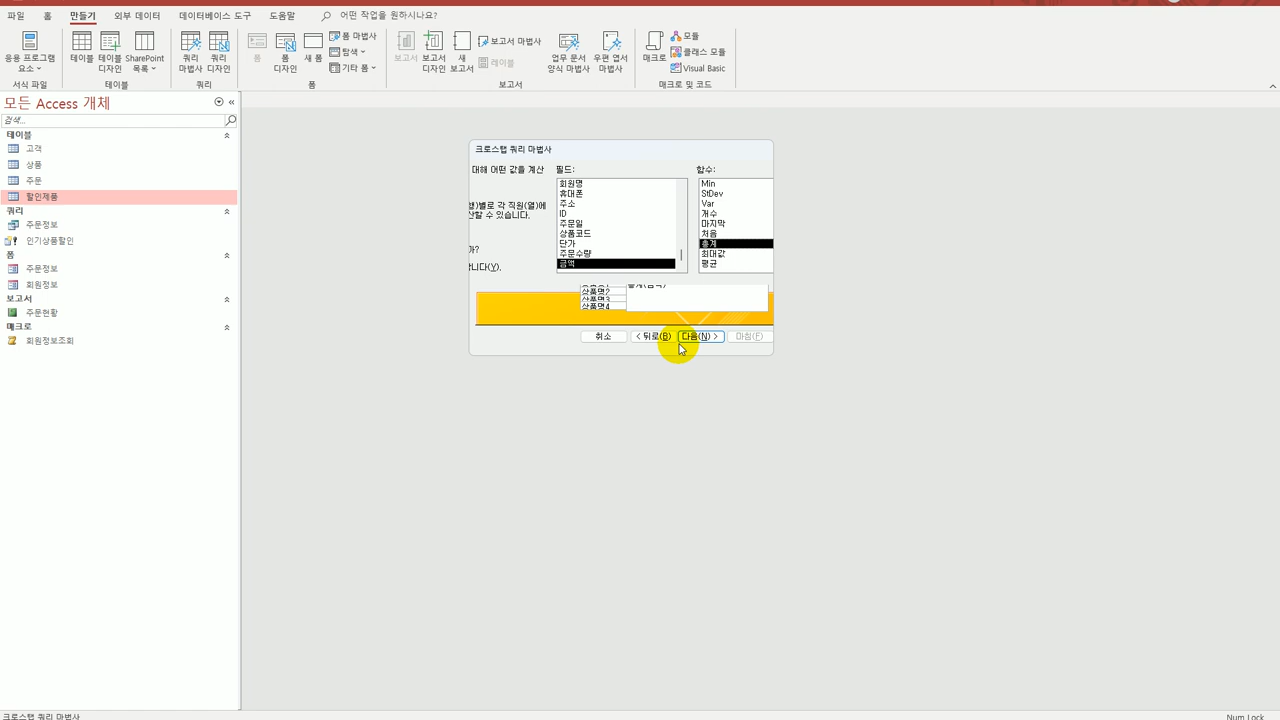 파일 홈 만들기 외부 데이터 데이터베이스 도구 도움말 어떤 작업을 원하시나요?
응용 프로그램 요소
테이블
테이블 디자인
SharePoint 목록
쿼리 마법사
쿼리 디자인
폼
폼 디자인
새 폼
폼 마법사
탐색
기타 폼
보고서
보고서 디자인
새 보고서
보고서 마법사
레이블
업무 문서 양식 마법사
우편 엽서 마법사
매크로
모듈
클래스 모듈
Visual Basic
서식 파일 테이블 쿼리 폼 보고서 매크로 및 코드
모든 Access 개체
검색...
테이블
고객
상품
주문
할인제품
쿼리
주문정보
인기상품할인
폼
주문정보
회원정보
보고서
주문현황
매크로
회원정보조회
크로스탭 쿼리 마법사
대해 어떤 값을 계산
필드:
함수:
)별로 각 직원(열)에
산할 수 있습니다.
까?
니다(Y).
회원명
휴대폰
주소
ID
주문일
상품코드
단가
주문수량
금액
Min
StDev
Var
개수
마지막
처음
총계
최대값
평균
상품명2
상품명3
상품명4
취소 < 뒤로(B) 다음(N) > 마침(F)
크로스탭 쿼리 마법사
Num Lock